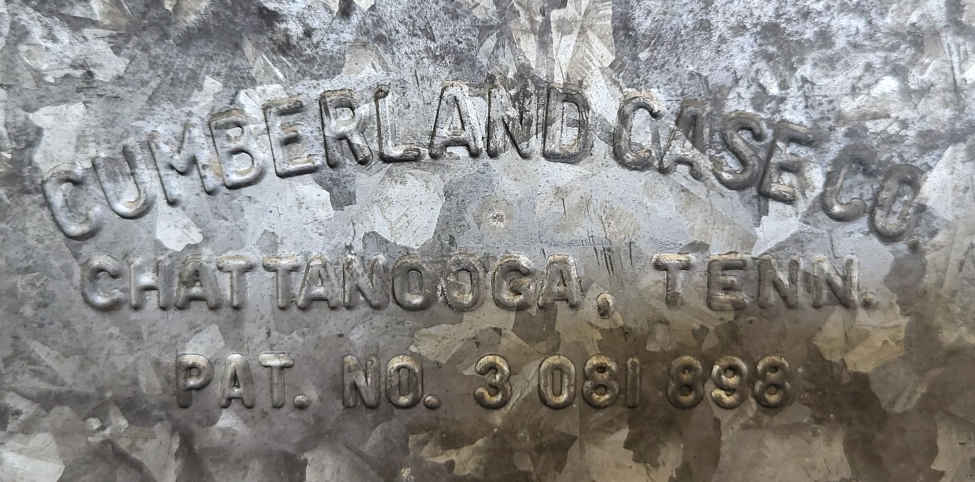 CUMBERLAND CASE CO.
CHATTANOOGA, TENN.
PAT. NO. 3 081 898